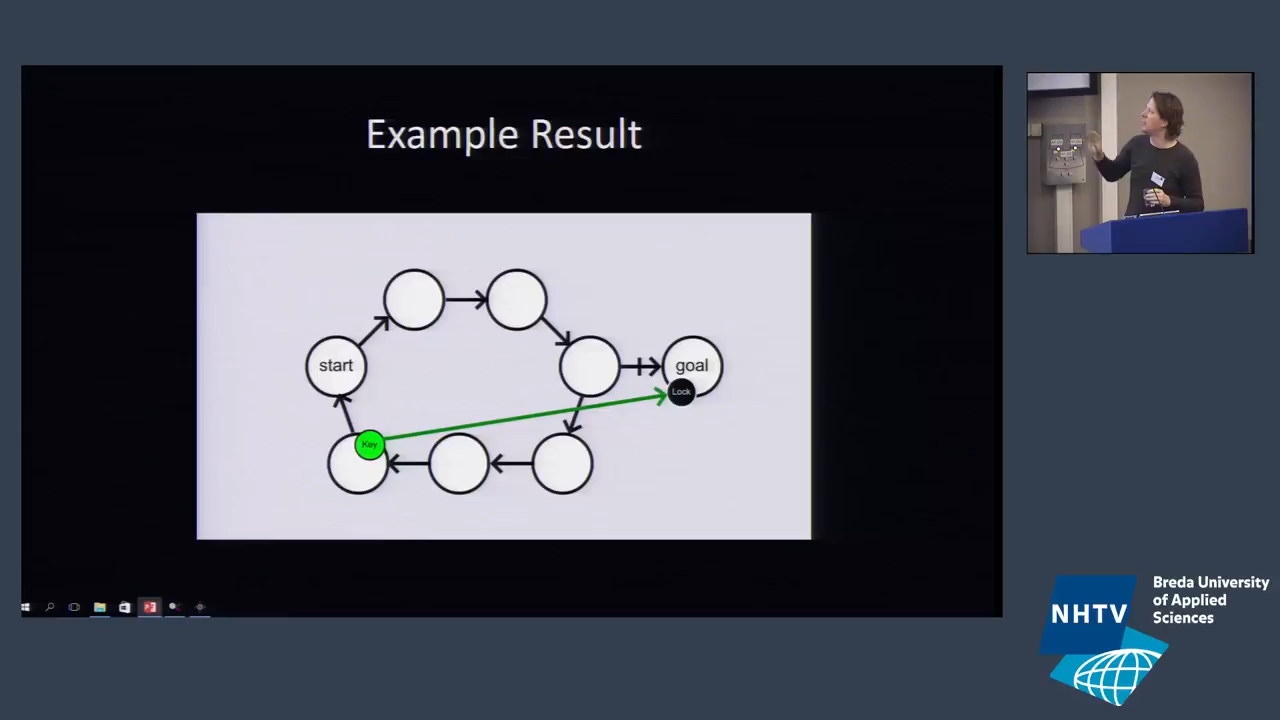 Example Result
start
goal
Lock
Key
NHTV
Breda University
of Applied
Sciences